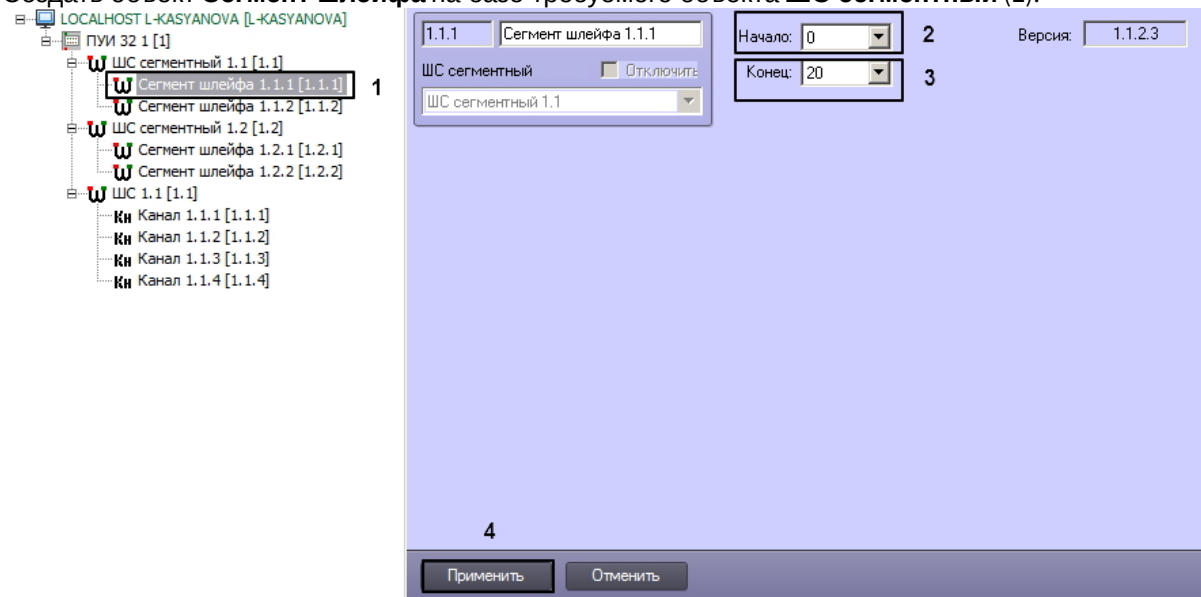 Создать объект Сегмент шлейфа на базе требуемого объекта ШС сегментный (1).
LOCALHOST L-KASYANOVA [L-KASYANOVA]
ПУИ 32 1 [1]
ШС сегментный 1.1 [1.1]
Сегмент шлейфа 1.1.1 [1.1.1]
1
Сегмент шлейфа 1.1.2 [1.1.2]
ШС сегментный 1.2 [1.2]
Сегмент шлейфа 1.2.1 [1.2.1]
Сегмент шлейфа 1.2.2 [1.2.2]
ШС 1.1 [1.1]
Кн Канал 1.1.1 [1.1.1]
Кн Канал 1.1.2 [1.1.2]
Кн Канал 1.1.3 [1.1.3]
Кн Канал 1.1.4 [1.1.4]
1.1.1 Сегмент шлейфа 1.1.1
ШС сегментный Отключить
ШС сегментный 1.1
Начало: 0 2
Конец: 20 3
Версия: 1.1.2.3
4
Применить Отменить